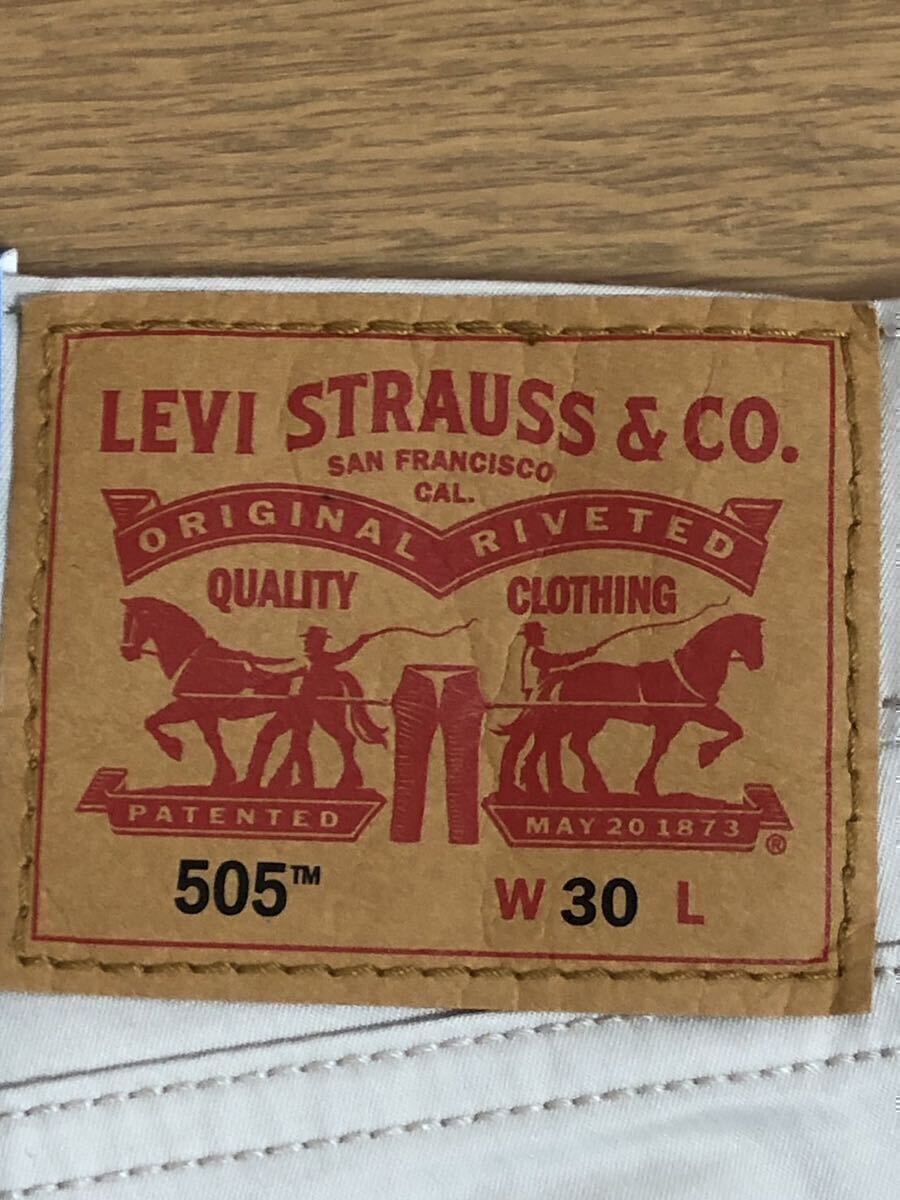 LEVI STRAUSS & CO.
SAN FRANCISCO
CAL.
ORIGINAL RIVETED
QUALITY CLOTHING
PATENTED MAY 20 1873 ®
505™ W 30 L